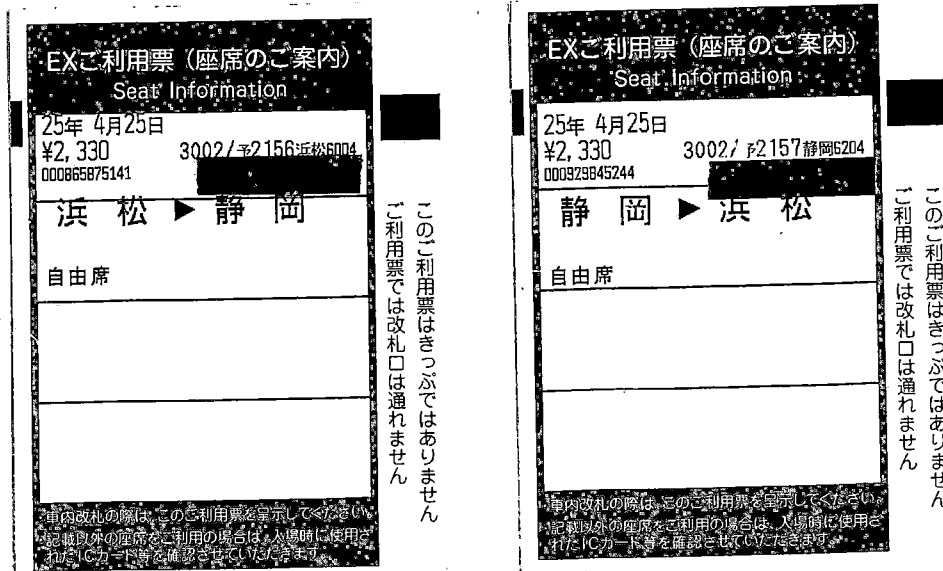 EXご利用票（座席のご案内）
Seat Information
25年 4月25日
¥2,330 3002/ 予2156浜松6004
000865875141
浜 松 ▶ 静 岡
自由席
車内改札の際は、このご利用票を呈示してください。
記載以外の座席をご利用の場合は、入場時に使用さ
れたICカード等を確認させていただきます。
このご利用票はきっぷではありません
ご利用票では改札口は通れません
EXご利用票（座席のご案内）
Seat Information
25年 4月25日
¥2,330 3002/ 予2157静岡6204
000929845244
静 岡 ▶ 浜 松
自由席
車内改札の際は、このご利用票を呈示してください。
記載以外の座席をご利用の場合は、入場時に使用さ
れたICカード等を確認させていただきます。
このご利用票はきっぷではありません
ご利用票では改札口は通れません